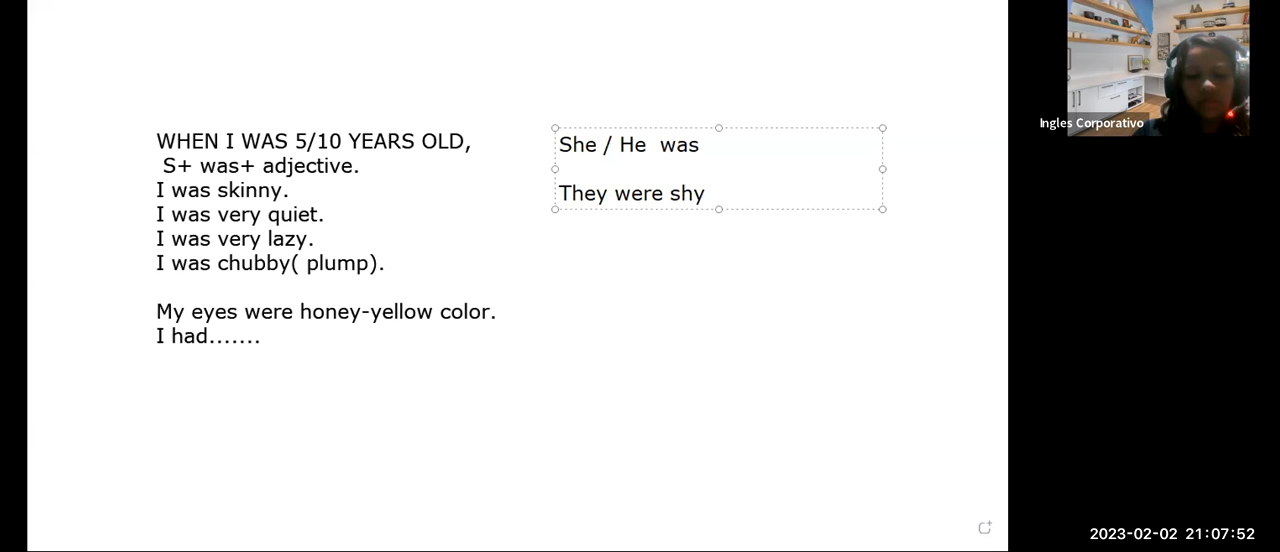 WHEN I WAS 5/10 YEARS OLD,
S+ was+ adjective.
I was skinny.
I was very quiet.
I was very lazy.
I was chubby( plump).
My eyes were honey-yellow color.
I had.......
She / He  was
They were shy
Ingles Corporativo
2023-02-02 21:07:52